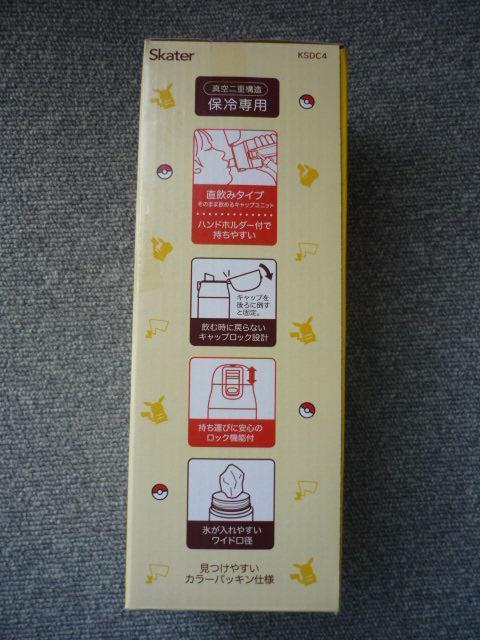 Skater
KSDC4
真空二重構造
保冷専用
直飲みタイプ
そのまま飲めるキャップユニット
ハンドホルダー付で
持ちやすい
キャップを
後ろに倒す
と固定。
飲む時に戻らない
キャップロック設計
持ち運びに安心の
ロック機能付
氷が入れやすい
ワイド口径
見つけやすい
カラーパッキン仕様